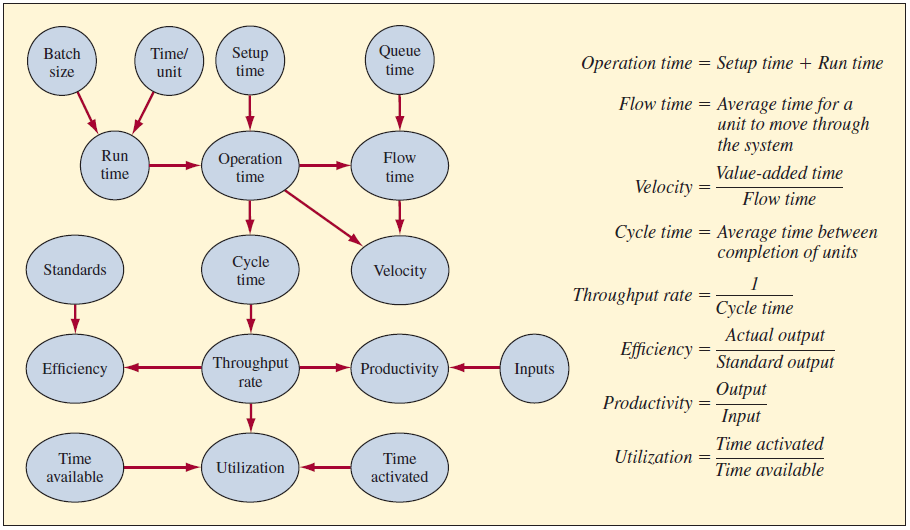 Batch
size
Time/
unit
Setup
time
Queue
time
Run
time
Operation
time
Flow
time
Standards
Cycle
time
Velocity
Efficiency
Throughput
rate
Productivity
Inputs
Time
available
Utilization
Time
activated
Operation time = Setup time + Run time
Flow time = Average time for a
unit to move through
the system
Velocity = Value-added time
Flow time
Cycle time = Average time between
completion of units
Throughput rate = 1
Cycle time
Efficiency = Actual output
Standard output
Productivity = Output
Input
Utilization = Time activated
Time available